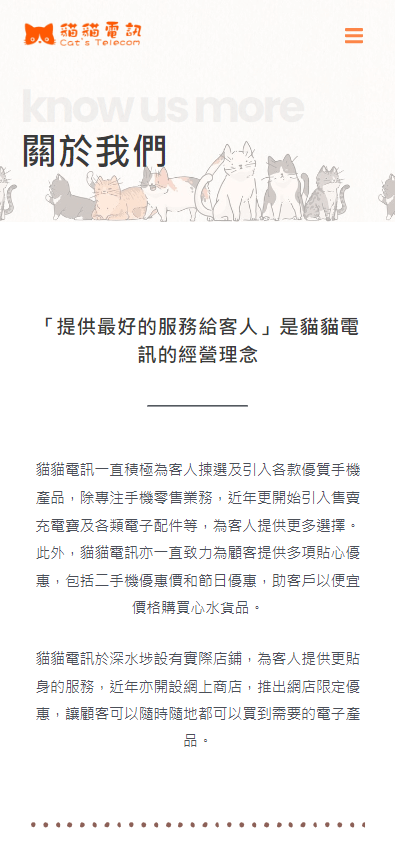 貓貓電訊
Cat's Telecom
know us more
關於我們
「提供最好的服務給客人」是貓貓電
訊的經營理念
貓貓電訊一直積極為客人揀選及引入各款優質手機
產品，除專注手機零售業務，近年更開始引入售賣
充電寶及各類電子配件等，為客人提供更多選擇。
此外，貓貓電訊亦一直致力為顧客提供多項貼心優
惠，包括二手機優惠價和節日優惠，助客戶以便宜
價格購買心水貨品。
貓貓電訊於深水埗設有實際店鋪，為客人提供更貼
身的服務，近年亦開設網上商店，推出網店限定優
惠，讓顧客可以隨時隨地都可以買到需要的電子產
品。